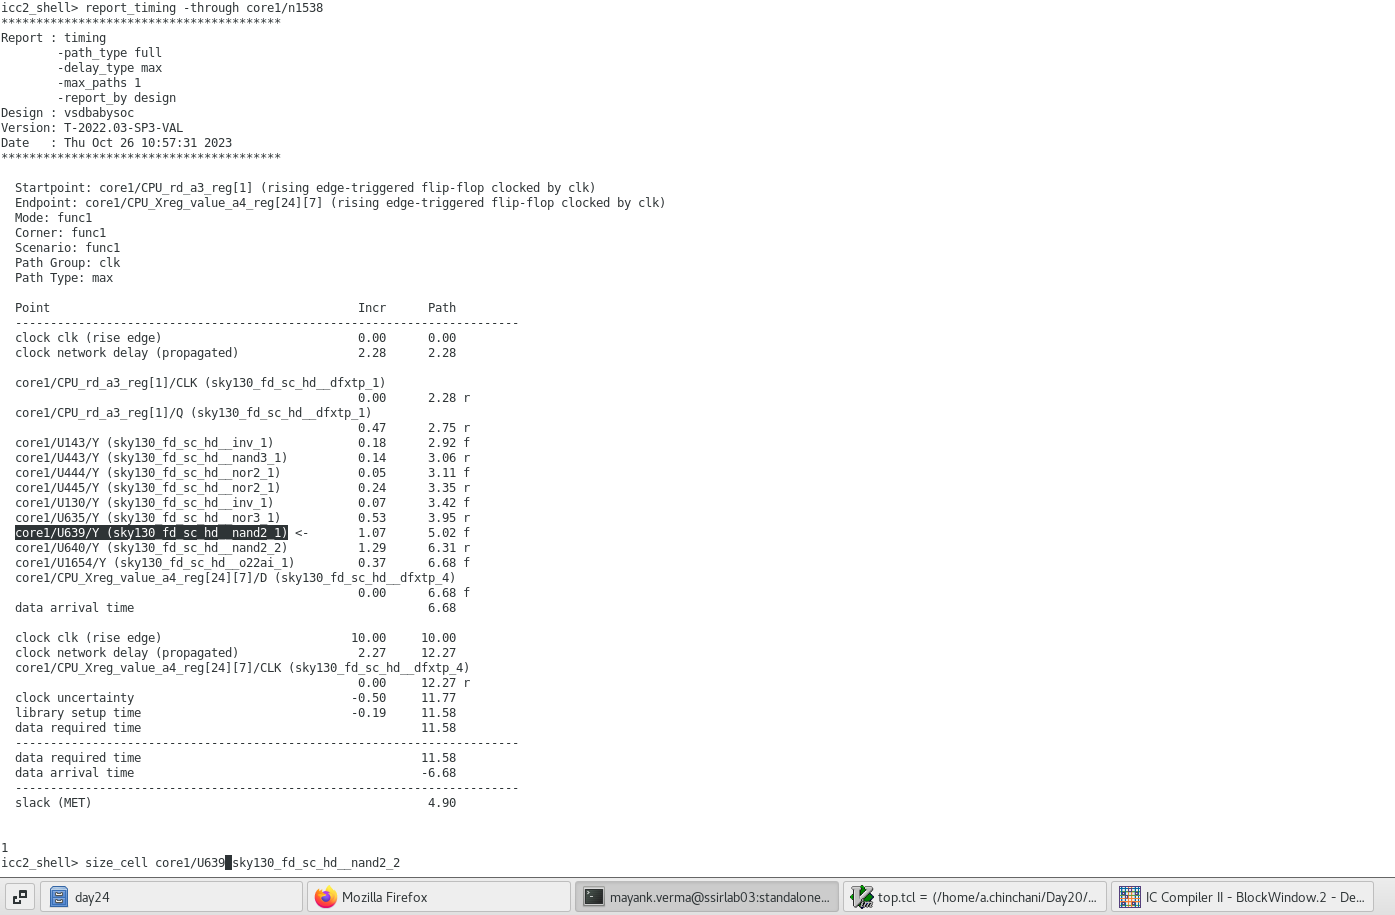 icc2_shell> report_timing -through core1/n1538
****************************************
Report : timing
        -path_type full
        -delay_type max
        -max_paths 1
        -report_by design
Design : vsdbabysoc
Version: T-2022.03-SP3-VAL
Date   : Thu Oct 26 10:57:31 2023
****************************************
  Startpoint: core1/CPU_rd_a3_reg[1] (rising edge-triggered flip-flop clocked by clk)
  Endpoint: core1/CPU_Xreg_value_a4_reg[24][7] (rising edge-triggered flip-flop clocked by clk)
  Mode: func1
  Corner: func1
  Scenario: func1
  Path Group: clk
  Path Type: max
  Point                                            Incr      Path
  ------------------------------------------------------------------------
  clock clk (rise edge)                            0.00      0.00
  clock network delay (propagated)                 2.28      2.28
  core1/CPU_rd_a3_reg[1]/CLK (sky130_fd_sc_hd__dfxtp_1)
                                                   0.00      2.28 r
  core1/CPU_rd_a3_reg[1]/Q (sky130_fd_sc_hd__dfxtp_1)
                                                   0.47      2.75 r
  core1/U143/Y (sky130_fd_sc_hd__inv_1)            0.18      2.92 f
  core1/U443/Y (sky130_fd_sc_hd__nand3_1)          0.14      3.06 r
  core1/U444/Y (sky130_fd_sc_hd__nor2_1)           0.05      3.11 f
  core1/U445/Y (sky130_fd_sc_hd__nor2_1)           0.24      3.35 r
  core1/U130/Y (sky130_fd_sc_hd__inv_1)            0.07      3.42 f
  core1/U635/Y (sky130_fd_sc_hd__nor3_1)           0.53      3.95 r
  core1/U639/Y (sky130_fd_sc_hd__nand2_1) <-       1.07      5.02 f
  core1/U640/Y (sky130_fd_sc_hd__nand2_2)          1.29      6.31 r
  core1/U1654/Y (sky130_fd_sc_hd__o22ai_1)         0.37      6.68 f
  core1/CPU_Xreg_value_a4_reg[24][7]/D (sky130_fd_sc_hd__dfxtp_4)
                                                   0.00      6.68 f
  data arrival time                                          6.68
  clock clk (rise edge)                           10.00     10.00
  clock network delay (propagated)                 2.27     12.27
  core1/CPU_Xreg_value_a4_reg[24][7]/CLK (sky130_fd_sc_hd__dfxtp_4)
                                                   0.00     12.27 r
  clock uncertainty                               -0.50     11.77
  library setup time                              -0.19     11.58
  data required time                                        11.58
  ------------------------------------------------------------------------
  data required time                                        11.58
  data arrival time                                         -6.68
  ------------------------------------------------------------------------
  slack (MET)                                                4.90
1
icc2_shell> size_cell core1/U639 sky130_fd_sc_hd__nand2_2
day24
Mozilla Firefox
mayank.verma@ssirlab03:standalone...
top.tcl = (/home/a.chinchani/Day20/...
IC Compiler II - BlockWindow.2 - De...